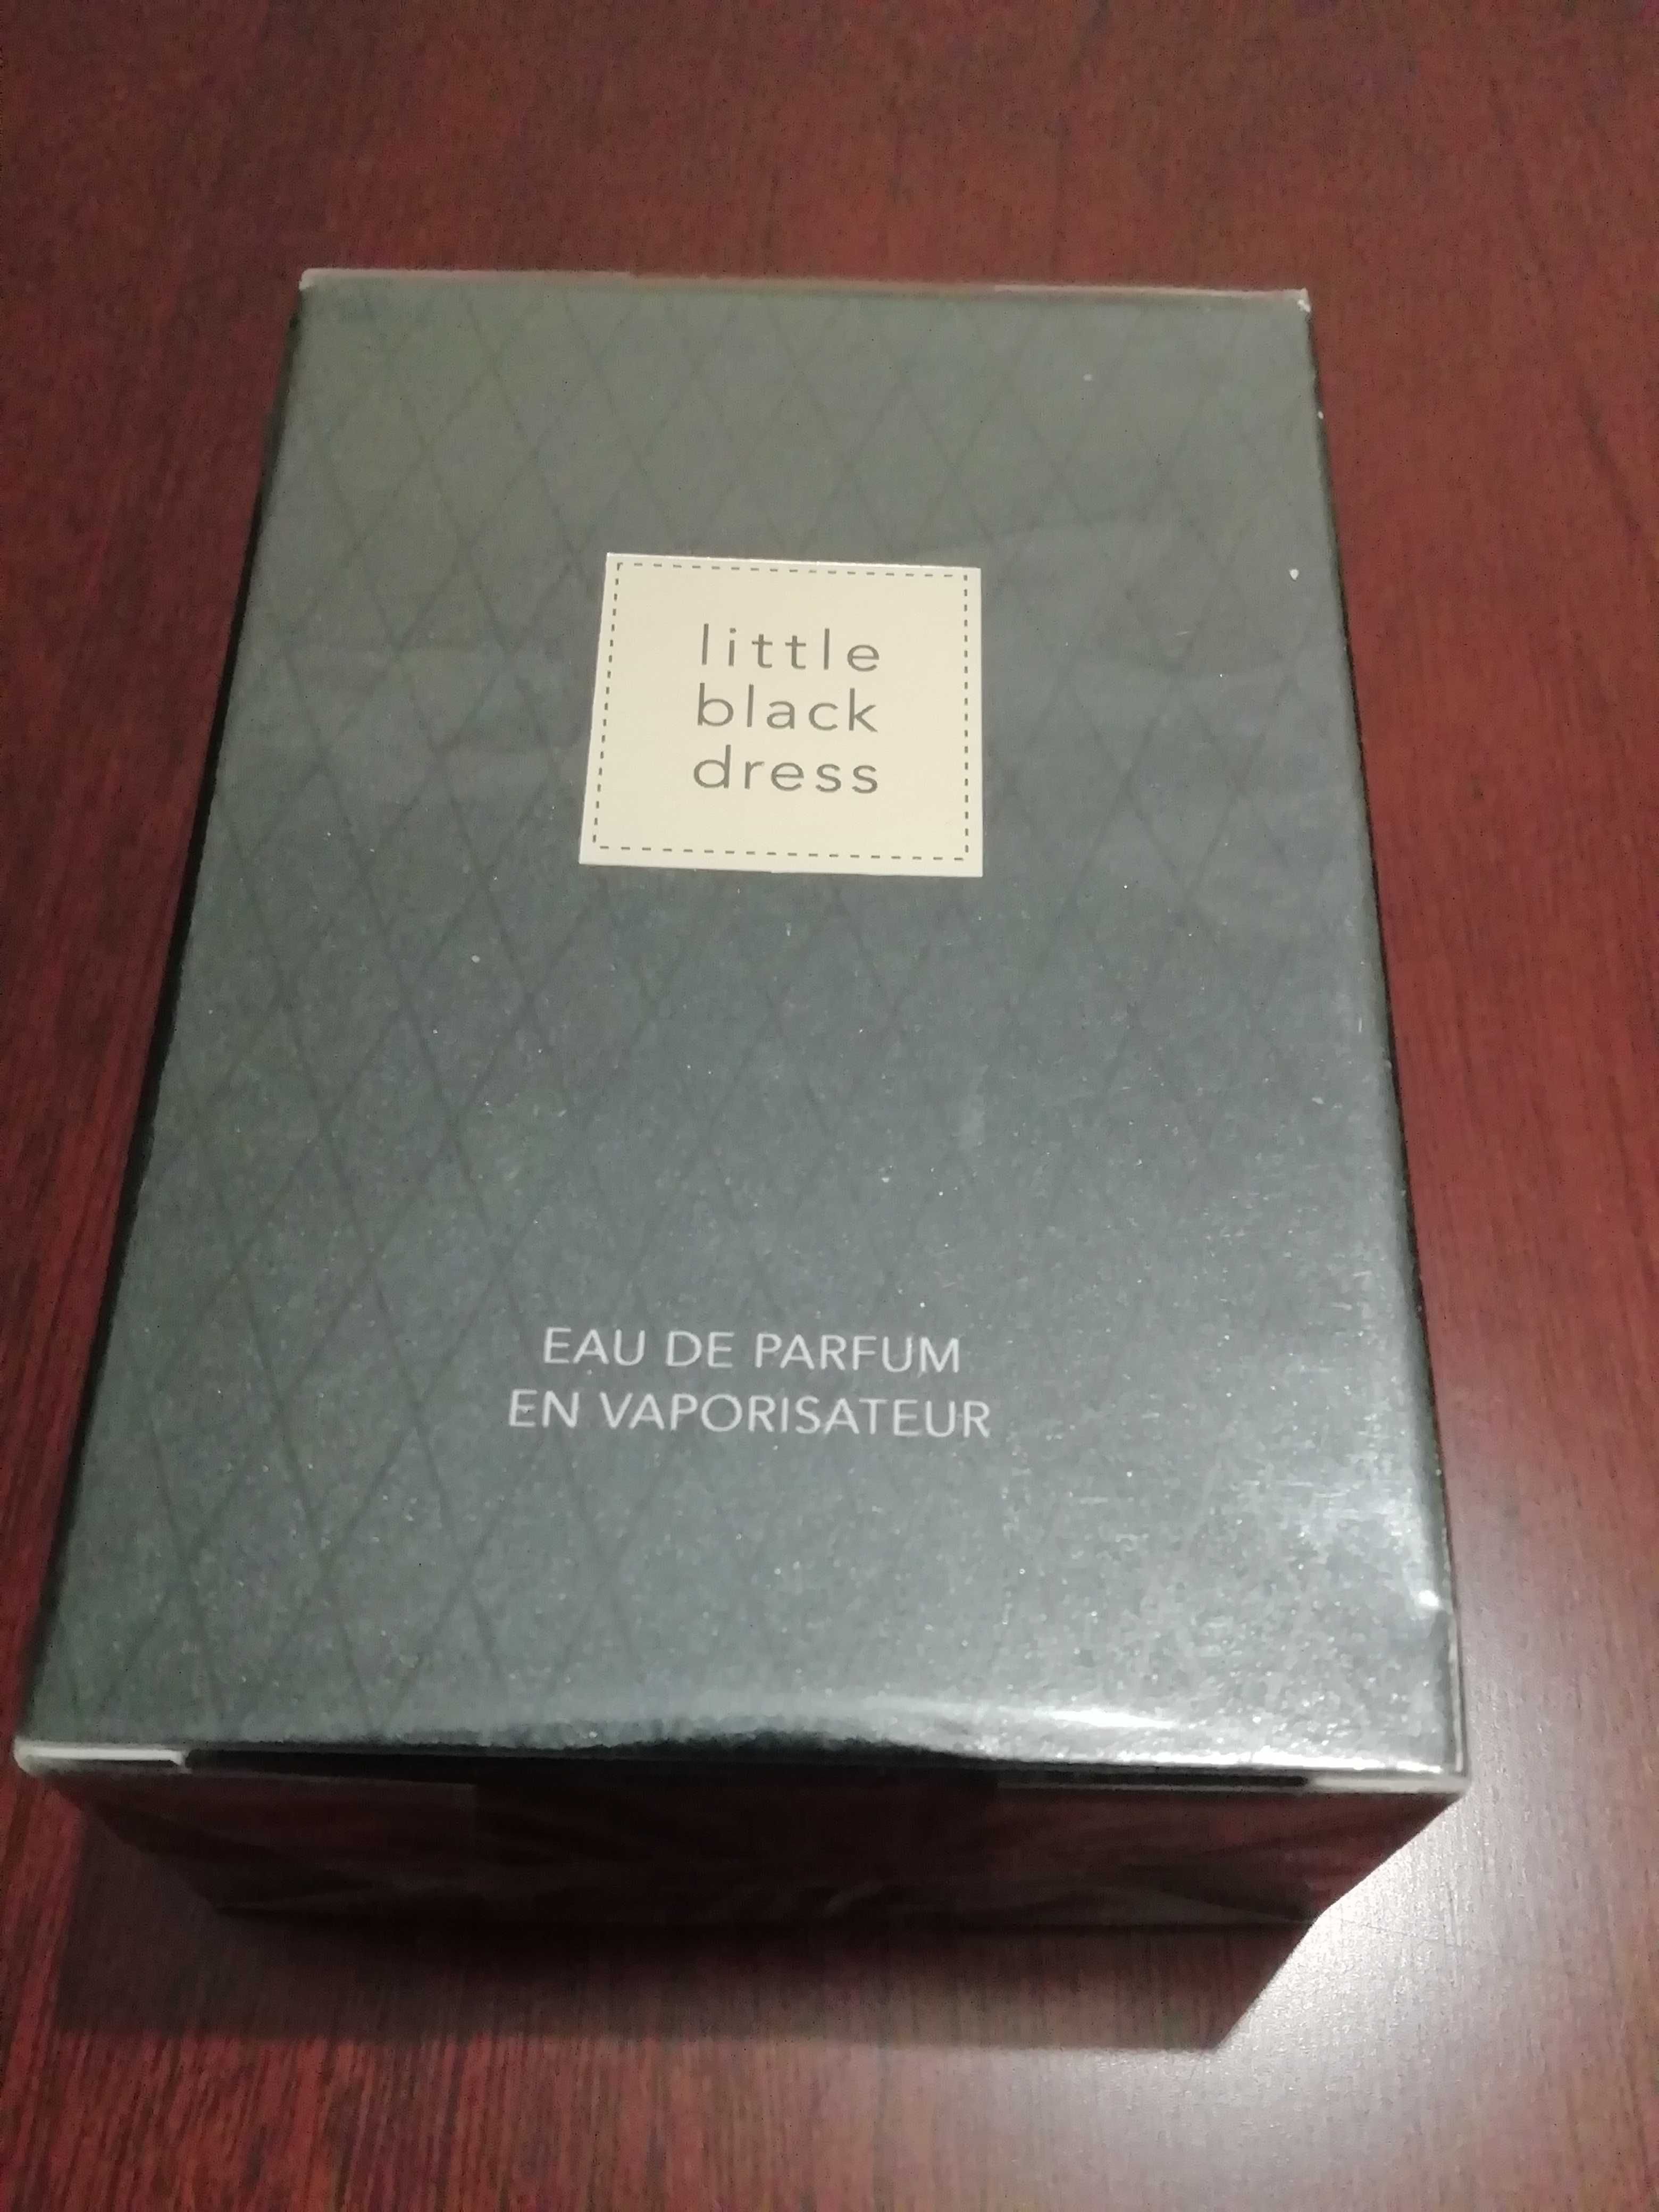 little
black
dress
EAU DE PARFUM
EN VAPORISATEUR